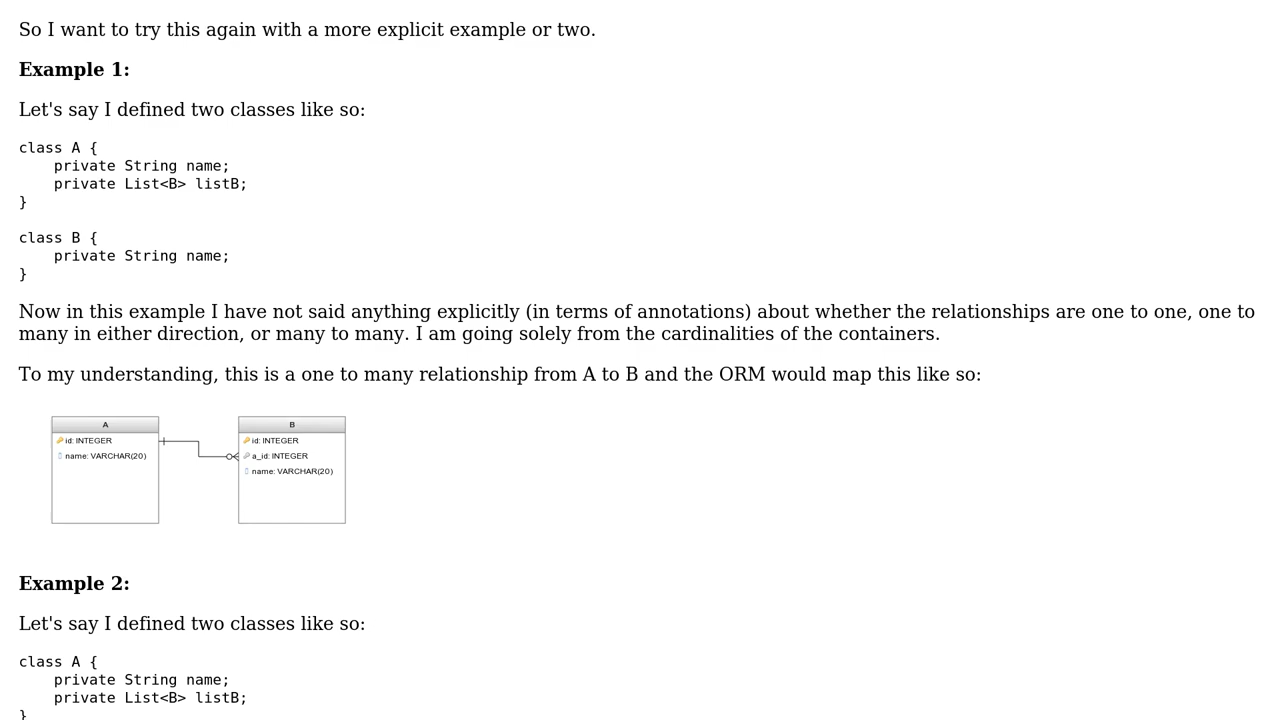 So I want to try this again with a more explicit example or two.
Example 1:
Let's say I defined two classes like so:
class A {
    private String name;
    private List<B> listB;
}
class B {
    private String name;
}
Now in this example I have not said anything explicitly (in terms of annotations) about whether the relationships are one to one, one to
many in either direction, or many to many. I am going solely from the cardinalities of the containers.
To my understanding, this is a one to many relationship from A to B and the ORM would map this like so:
A
id: INTEGER
name: VARCHAR(20)
B
id: INTEGER
a_id: INTEGER
name: VARCHAR(20)
Example 2:
Let's say I defined two classes like so:
class A {
    private String name;
    private List<B> listB;
}